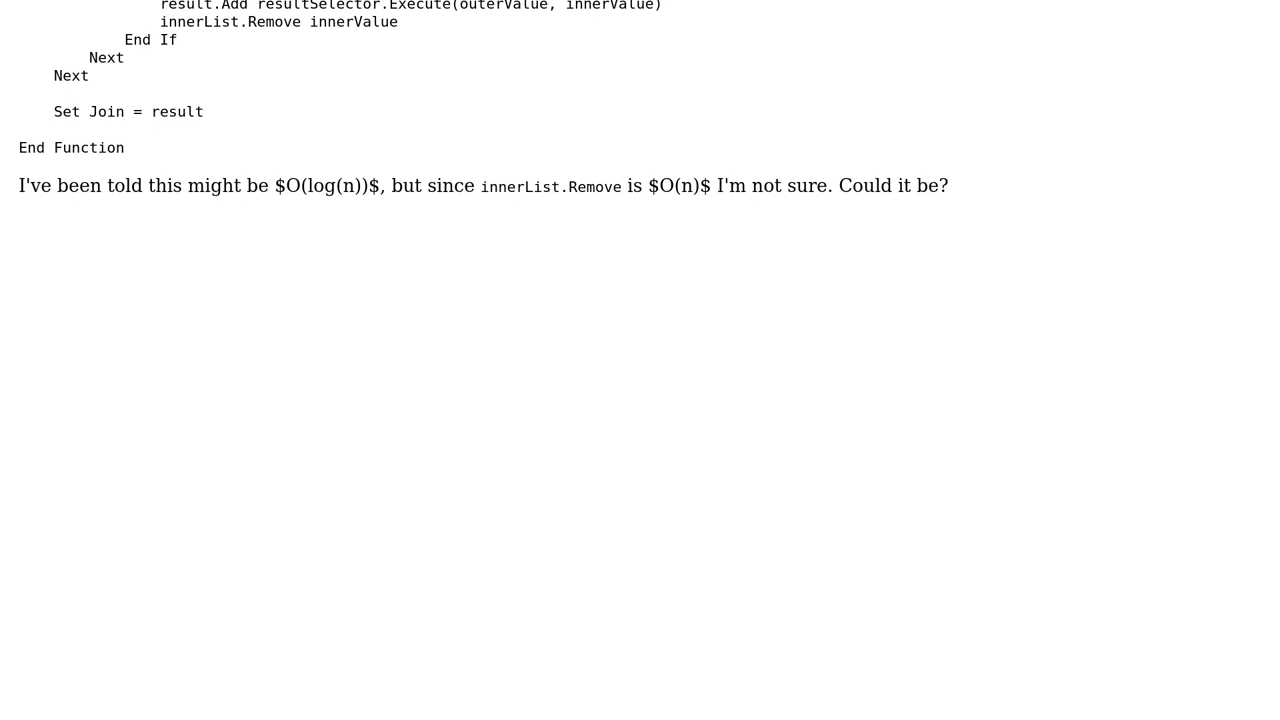 result.Add resultSelector.Execute(outerValue, innerValue)
innerList.Remove innerValue
End If
Next
Next
Set Join = result
End Function
I've been told this might be $O(log(n))$, but since innerList.Remove is $O(n)$ I'm not sure. Could it be?